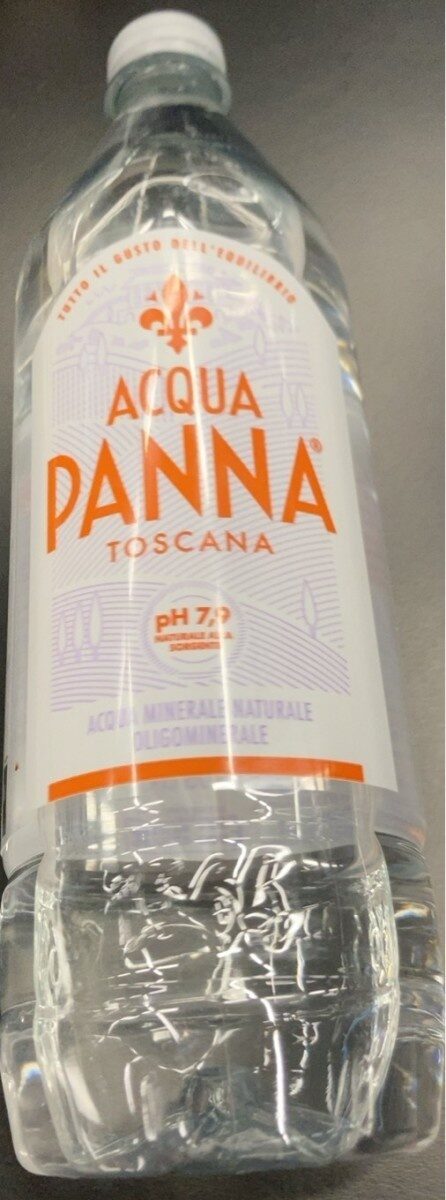 TUTTO IL GUSTO DELL'EQUILIBRIO
ACQUA
PANNA®
TOSCANA
pH 7,9
NATURALE ALLA
SORGENTE
ACQUA MINERALE NATURALE
OLIGOMINERALE